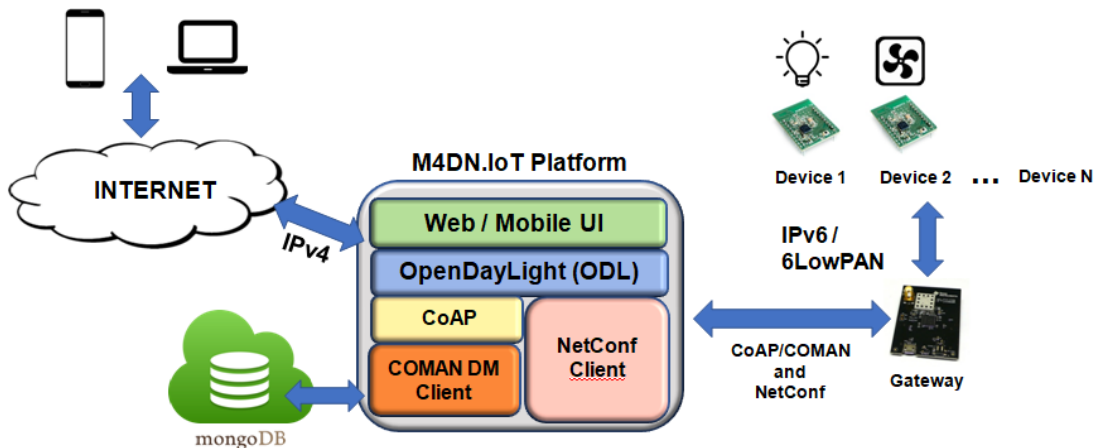 M4DN.IoT Platform
INTERNET
IPv4
Web / Mobile UI
OpenDayLight (ODL)
CoAP
COMAN DM
Client
NetConf
Client
mongoDB
Device 1
Device 2
...
Device N
IPv6 /
6LowPAN
CoAP/COMAN
and
NetConf
Gateway